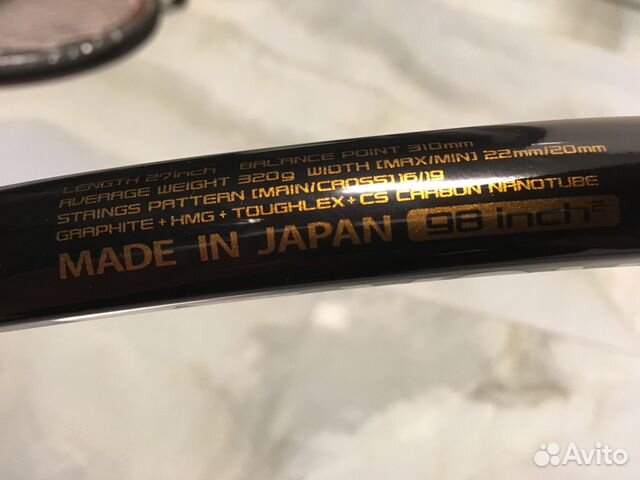 LENGTH 27inch BALANCE POINT 310mm
AVERAGE WEIGHT 320g WIDTH [MAX/MIN] 22mm/20mm
STRINGS PATTERN [MAIN/CROSS]16/19
GRAPHITE + HMG + TOUGHLEX + CS CARBON NANOTUBE
MADE IN JAPAN 98 inch²
Avito